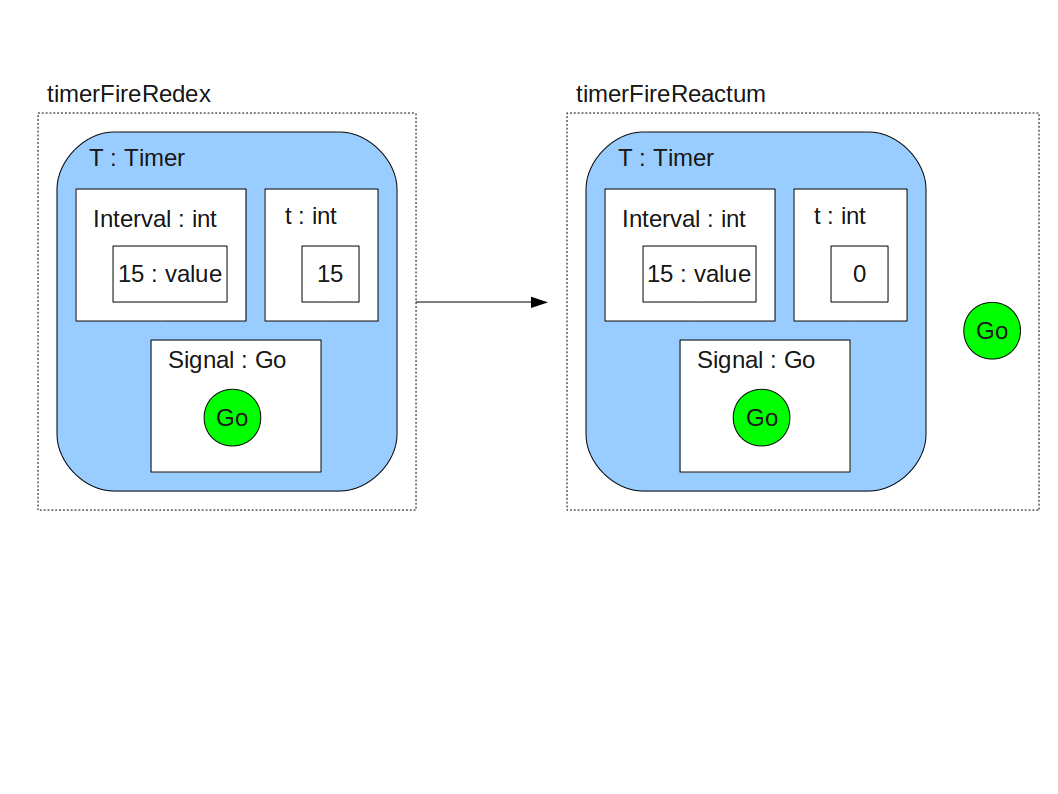 timerFireRedex
T : Timer
Interval : int
t : int
15 : value
15
Signal : Go
Go
timerFireReactum
T : Timer
Interval : int
t : int
15 : value
0
Signal : Go
Go
Go